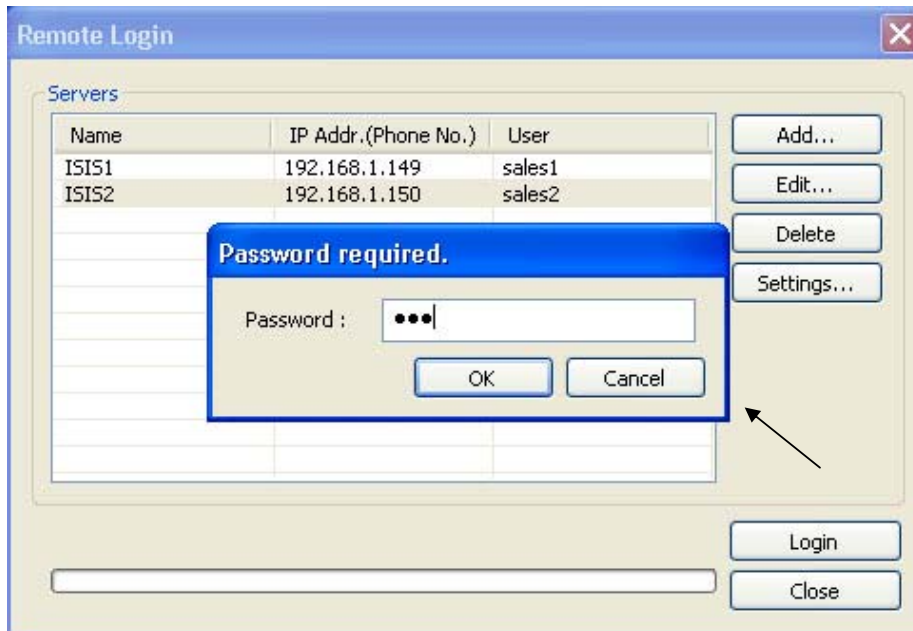 Remote Login
Servers
Name IP Addr.(Phone No.) User
ISIS1 192.168.1.149 sales1
ISIS2 192.168.1.150 sales2
Add...
Edit...
Delete
Settings...
Password required.
Password : •••
OK Cancel
Login
Close